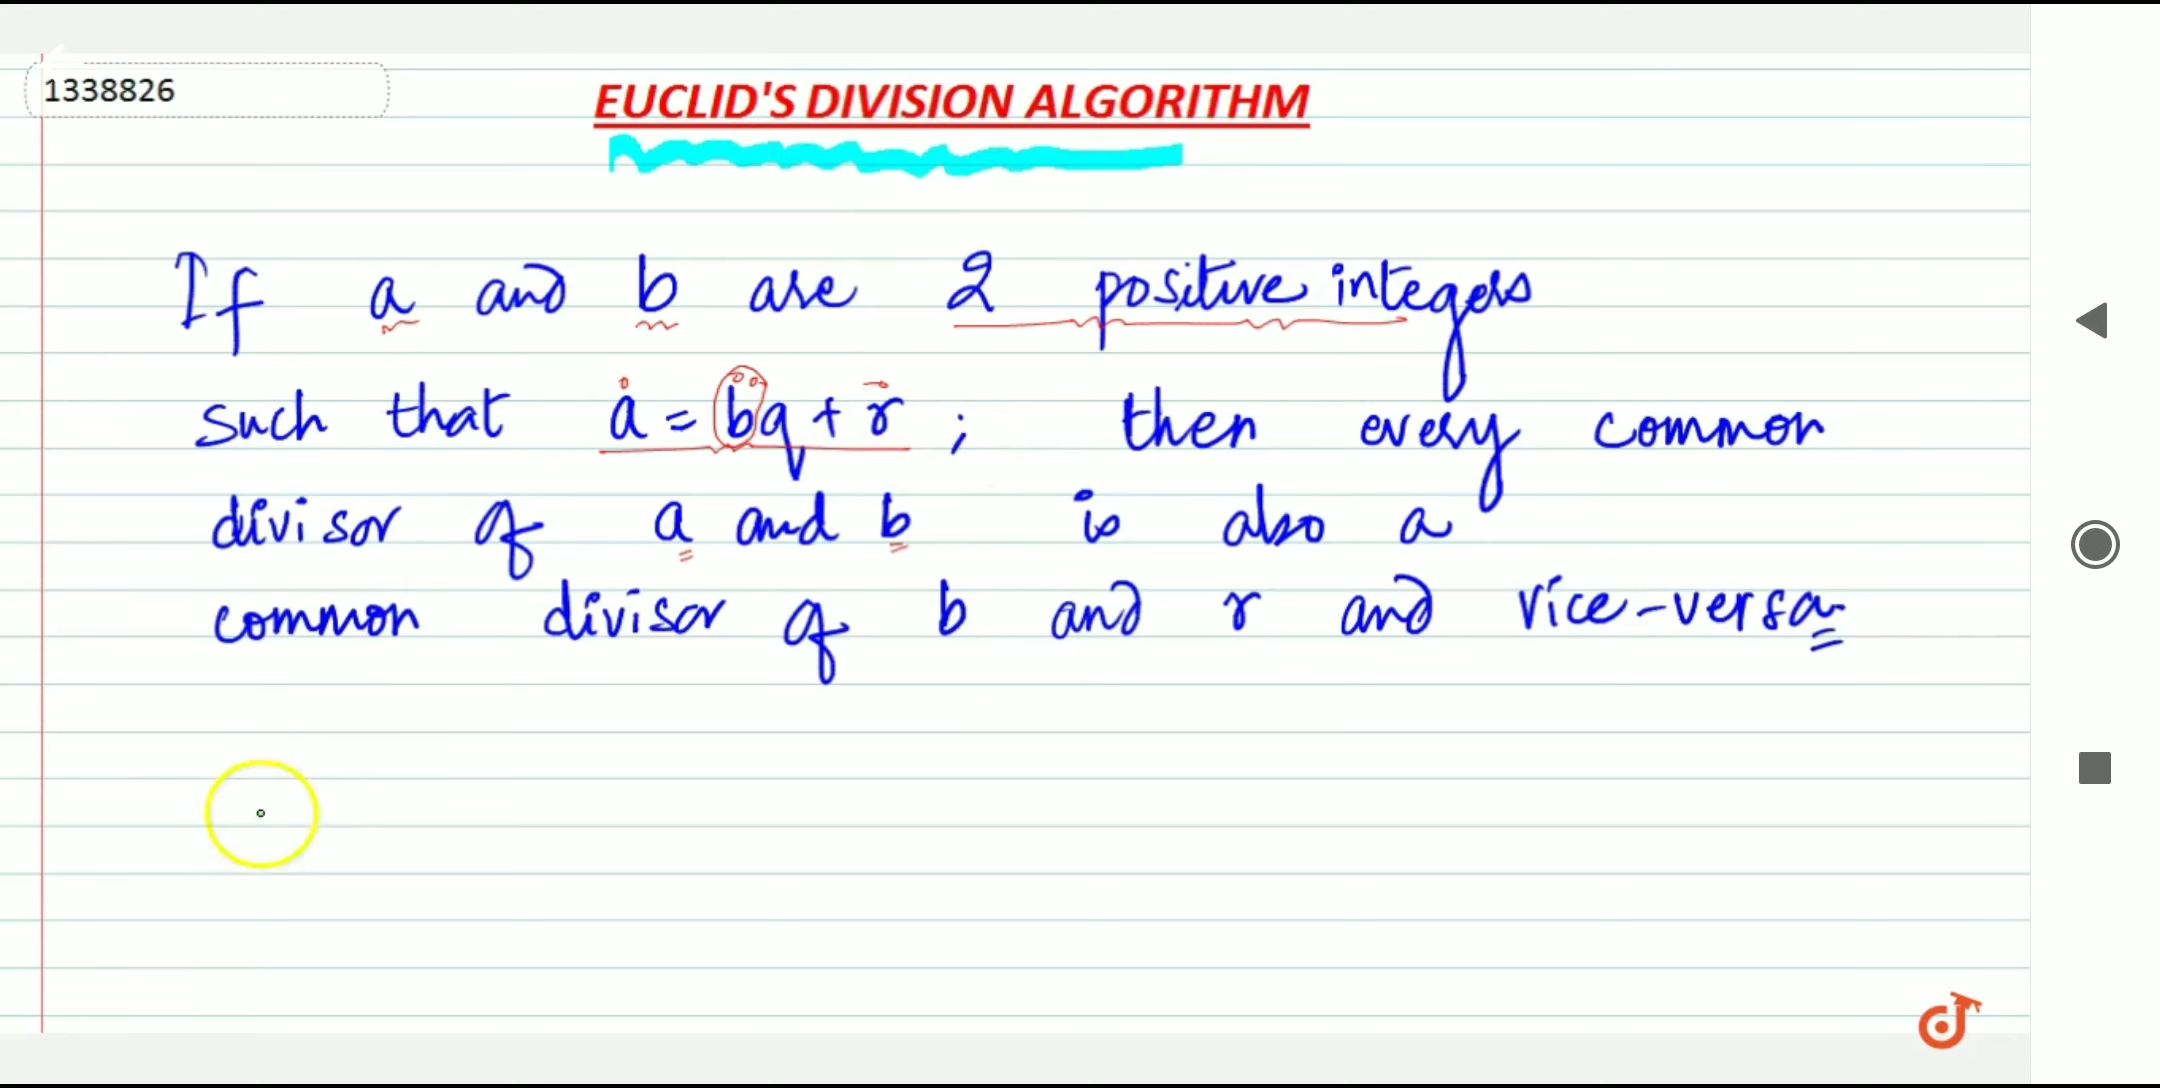 1338826
EUCLID'S DIVISION ALGORITHM
If a and b are 2 positive integers
such that a = bq + r ; then every common
divisor of a and b is also a
common divisor of b and r and vice-versa